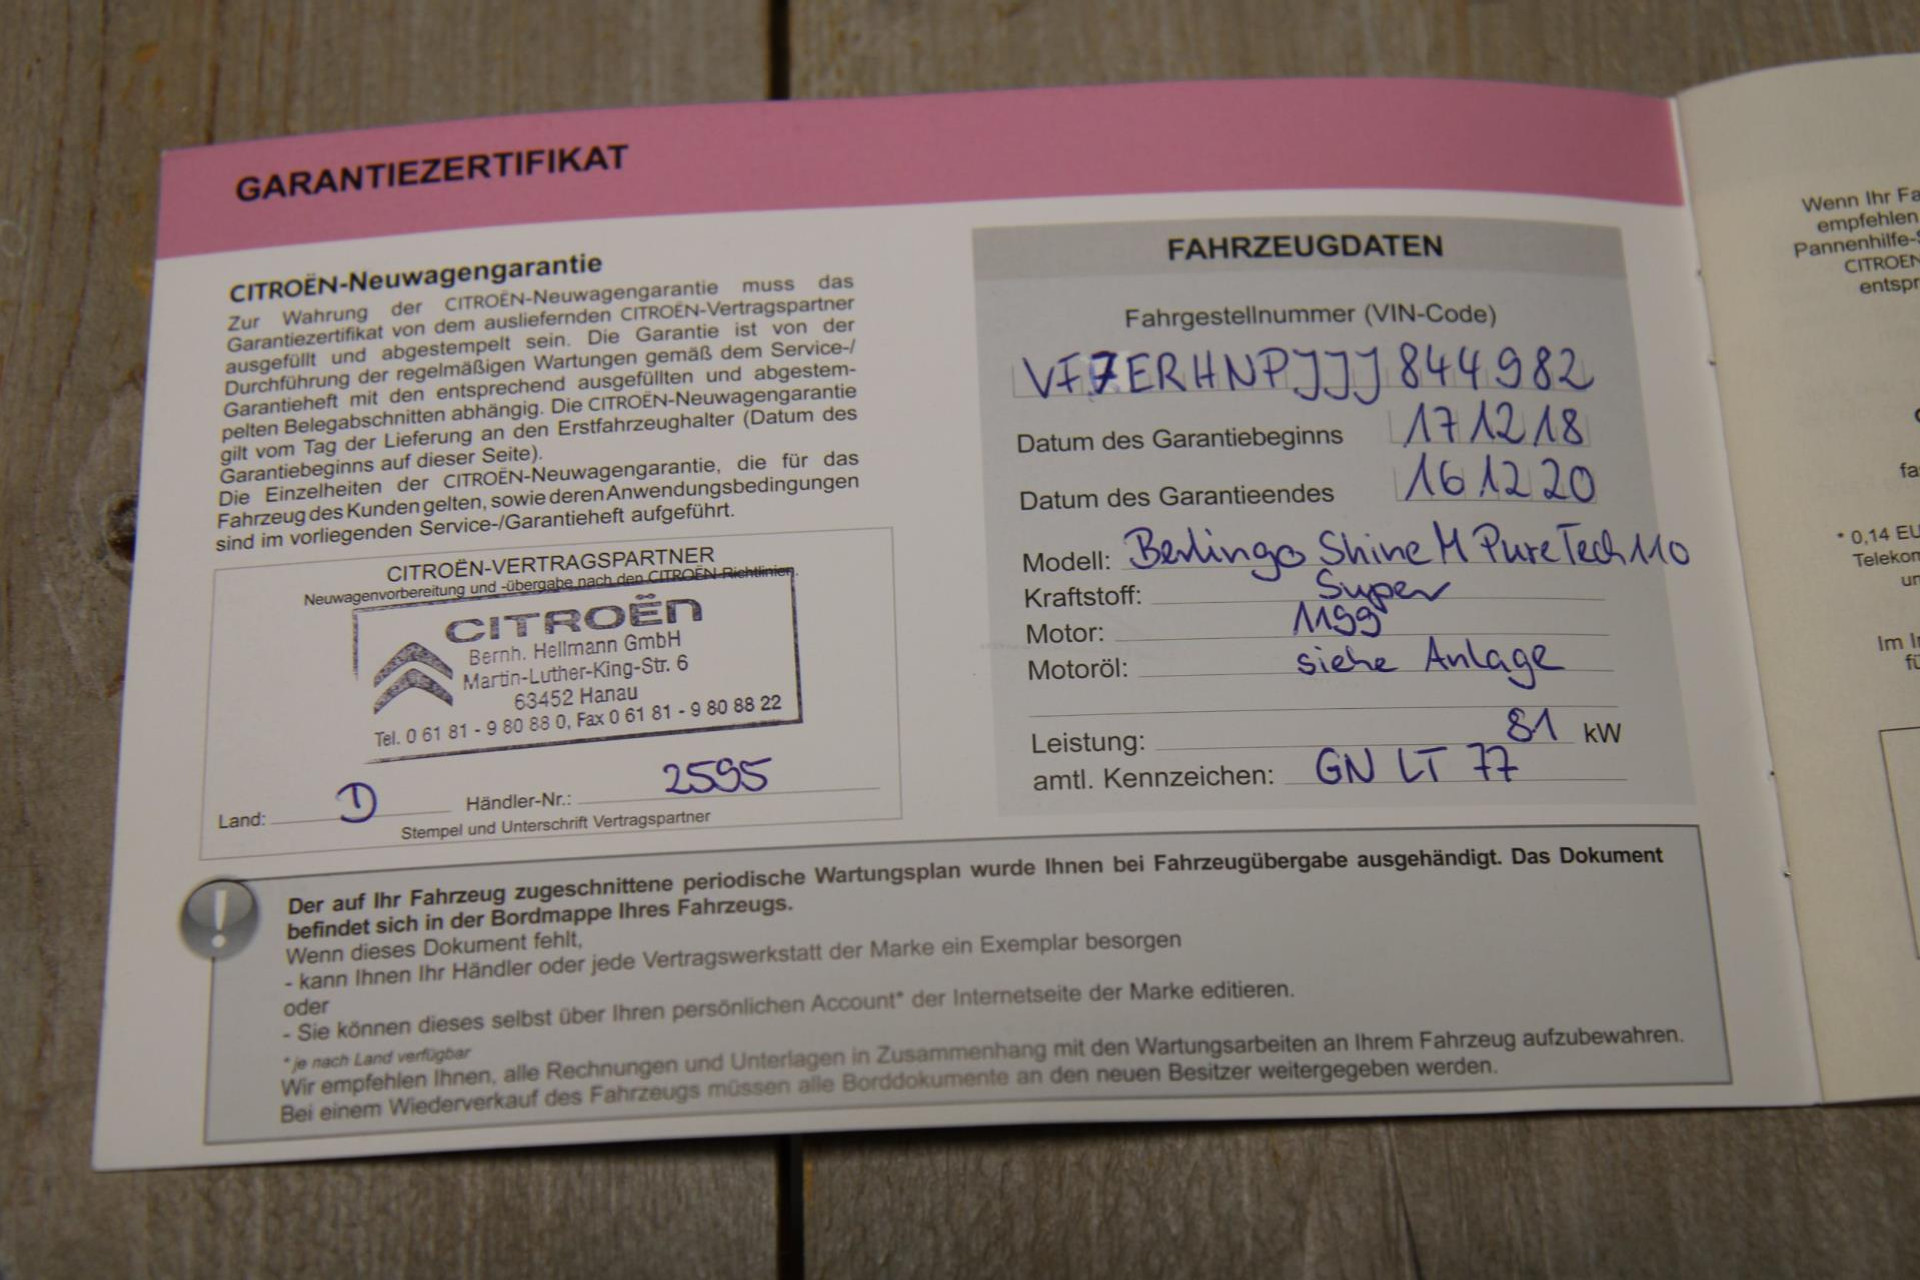 GARANTIEZERTIFIKAT
CITROËN-Neuwagengarantie
Zur Wahrung der CITROËN-Neuwagengarantie muss das
Garantiezertifikat von dem ausliefernden CITROËN-Vertragspartner
ausgefüllt und abgestempelt sein. Die Garantie ist von der
Durchführung der regelmäßigen Wartungen gemäß dem Service-/
Garantieheft mit den entsprechend ausgefüllten und abgestem-
pelten Belegabschnitten abhängig. Die CITROËN-Neuwagengarantie
gilt vom Tag der Lieferung an den Erstfahrzeughalter (Datum des
Garantiebeginns auf dieser Seite).
Die Einzelheiten der CITROËN-Neuwagengarantie, die für das
Fahrzeug des Kunden gelten, sowie deren Anwendungsbedingungen
sind im vorliegenden Service-/Garantieheft aufgeführt.
CITROËN-VERTRAGSPARTNER
Neuwagenvorbereitung und -übergabe nach den CITROËN-Richtlinien.
CITROËN
Bernh. Hellmann GmbH
Martin-Luther-King-Str. 6
63452 Hanau
Tel. 0 61 81 - 9 80 88 0, Fax 0 61 81 - 9 80 88 22
Land: D Händler-Nr.: 2595
Stempel und Unterschrift Vertragspartner
FAHRZEUGDATEN
Fahrgestellnummer (VIN-Code)
VF7ERHNPJJJ844982
Datum des Garantiebeginns 171218
Datum des Garantieendes 161220
Modell: Berlingo Shine M PureTech 110
Kraftstoff: Super
Motor: 1199
Motoröl: siehe Anlage
Leistung: 81 kW
amtl. Kennzeichen: GN LT 77
Der auf Ihr Fahrzeug zugeschnittene periodische Wartungsplan wurde Ihnen bei Fahrzeugübergabe ausgehändigt. Das Dokument
befindet sich in der Bordmappe Ihres Fahrzeugs.
Wenn dieses Dokument fehlt,
- kann Ihnen Ihr Händler oder jede Vertragswerkstatt der Marke ein Exemplar besorgen
oder
- Sie können dieses selbst über Ihren persönlichen Account* der Internetseite der Marke editieren.
* je nach Land verfügbar
Wir empfehlen Ihnen, alle Rechnungen und Unterlagen in Zusammenhang mit den Wartungsarbeiten an Ihrem Fahrzeug aufzubewahren.
Bei einem Wiederverkauf des Fahrzeugs müssen alle Borddokumente an den neuen Besitzer weitergegeben werden.
Wenn Ihr
empfehlen
Pannenhilfe-
CITROËN
* 0,14
Im